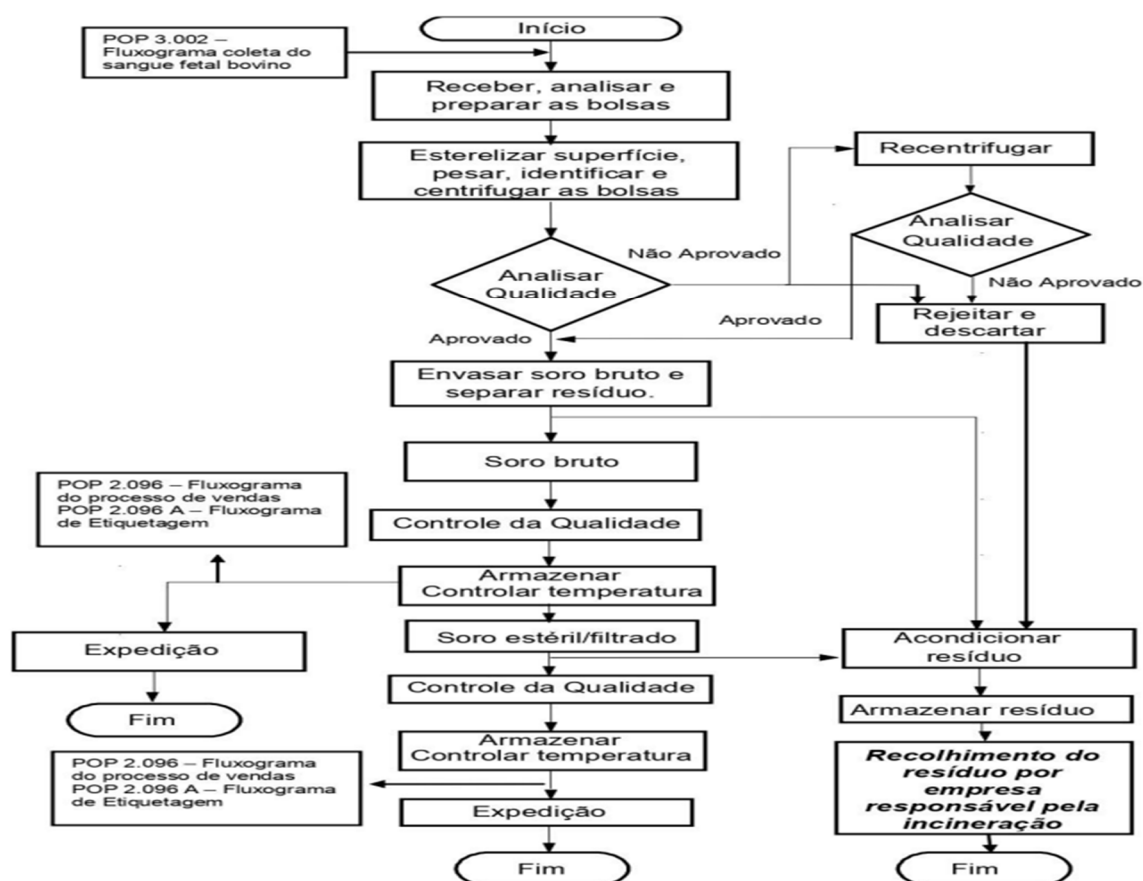 Início
POP 3.002 –
Fluxograma coleta do
sangue fetal bovino
Receber, analisar e
preparar as bolsas
Esterelizar superfície,
pesar, identificar e
centrifugar as bolsas
Recentrifugar
Analisar
Qualidade
Não Aprovado
Analisar
Qualidade
Não Aprovado
Rejeitar e
descartar
Aprovado
Aprovado
Envasar soro bruto e
separar resíduo.
Soro bruto
POP 2.096 – Fluxograma
do processo de vendas
POP 2.096 A – Fluxograma
de Etiquetagem
Controle da Qualidade
Armazenar
Controlar temperatura
Expedição
Fim
Soro estéril/filtrado
Acondicionar
resíduo
Controle da Qualidade
Armazenar resíduo
Armazenar
Controlar temperatura
POP 2.096 – Fluxograma
do processo de vendas
POP 2.096 A – Fluxograma
de Etiquetagem
Recolhimento do
resíduo por
empresa
responsável pela
incineração
Expedição
Fim
Fim